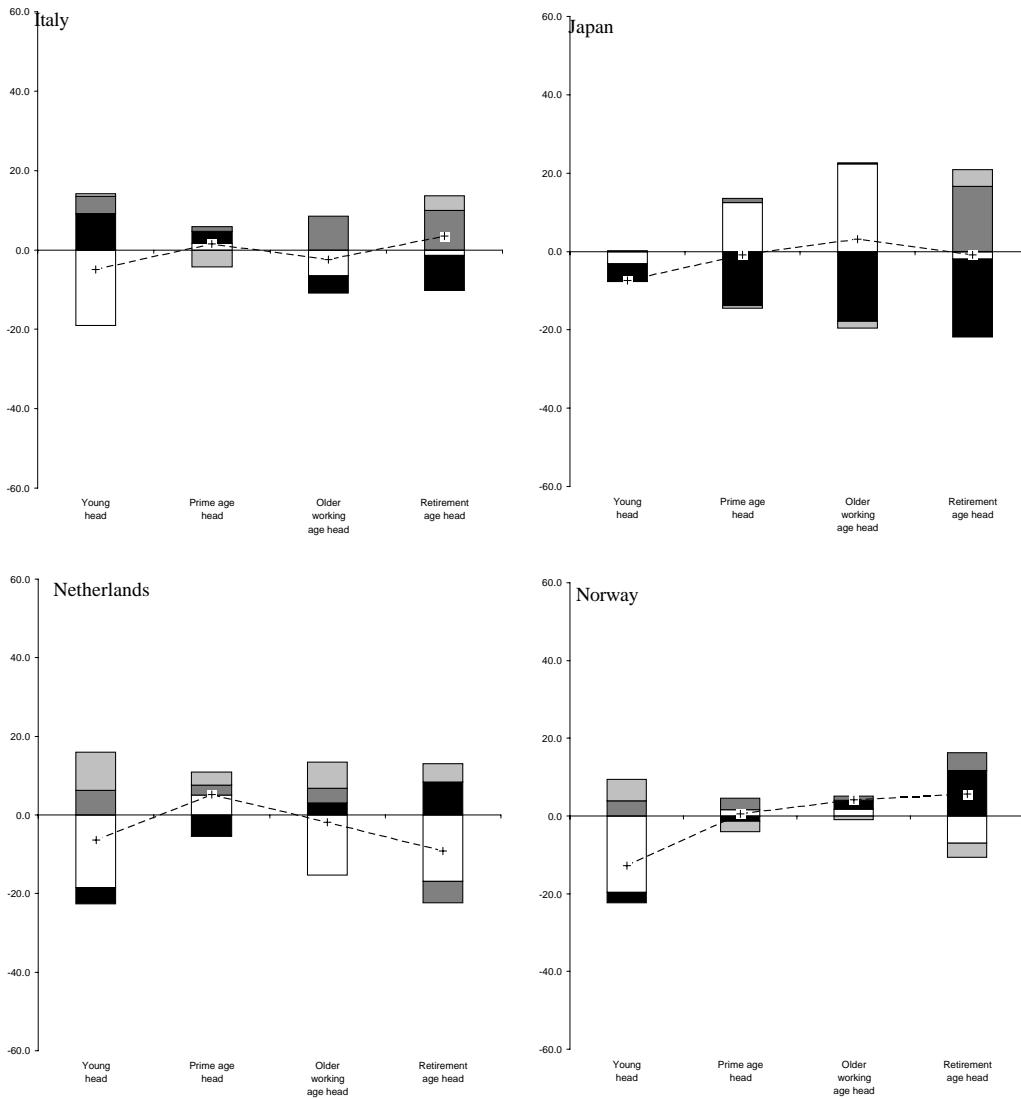 Italy
60.0
40.0
20.0
0.0
-20.0
-40.0
-60.0
Young
head
Prime age
head
Older
working
age head
Retirement
age head
Japan
60.0
40.0
20.0
0.0
-20.0
-40.0
-60.0
Young
head
Prime age
head
Older
working
age head
Retirement
age head
Netherlands
60.0
40.0
20.0
0.0
-20.0
-40.0
-60.0
Young
head
Prime age
head
Older
working
age head
Retirement
age head
Norway
60.0
40.0
20.0
0.0
-20.0
-40.0
-60.0
Young
head
Prime age
head
Older
working
age head
Retirement
age head